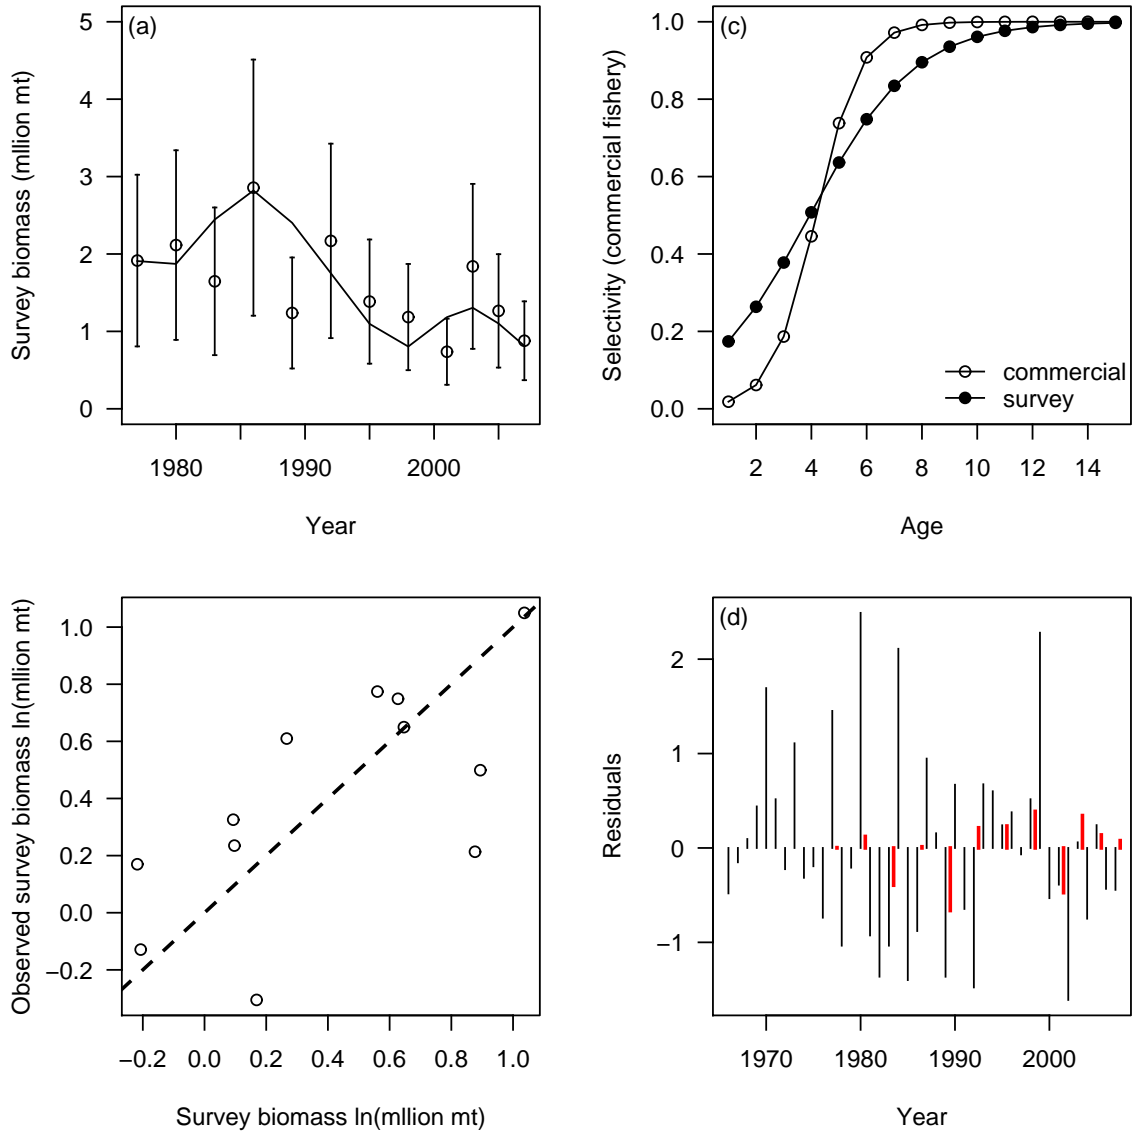 (a)
Survey biomass (mllion mt)
5
4
3
2
1
0
1980 1990 2000
Year
(c)
Selectivity (commercial fishery)
1.0
0.8
0.6
0.4
0.2
0.0
commercial
survey
2 4 6 8 10 12 14
Age
Observed survey biomass ln(mllion mt)
1.0
0.8
0.6
0.4
0.2
0.0
−0.2
−0.2 0.0 0.2 0.4 0.6 0.8 1.0
Survey biomass ln(mllion mt)
(d)
Residuals
2
1
0
−1
1970 1980 1990 2000
Year